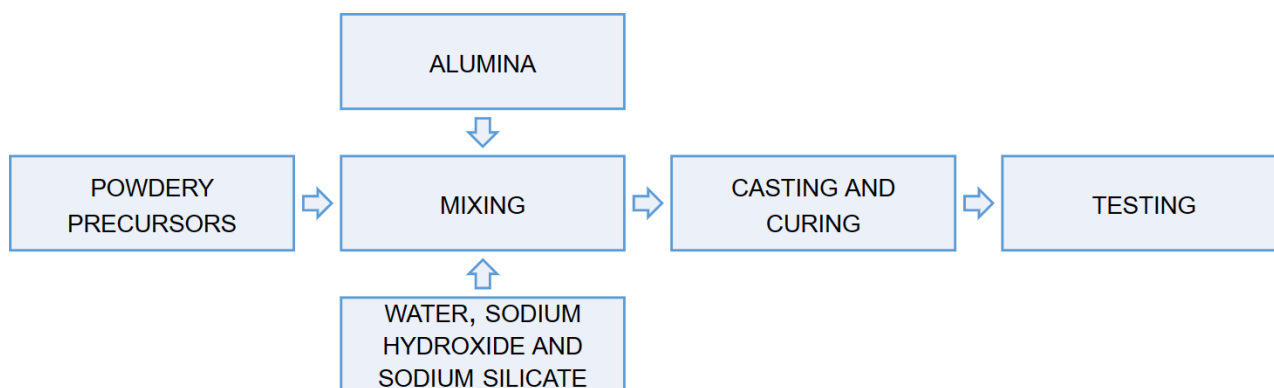 ALUMINA
POWDERY
PRECURSORS
MIXING
CASTING AND
CURING
TESTING
WATER, SODIUM
HYDROXIDE AND
SODIUM SILICATE